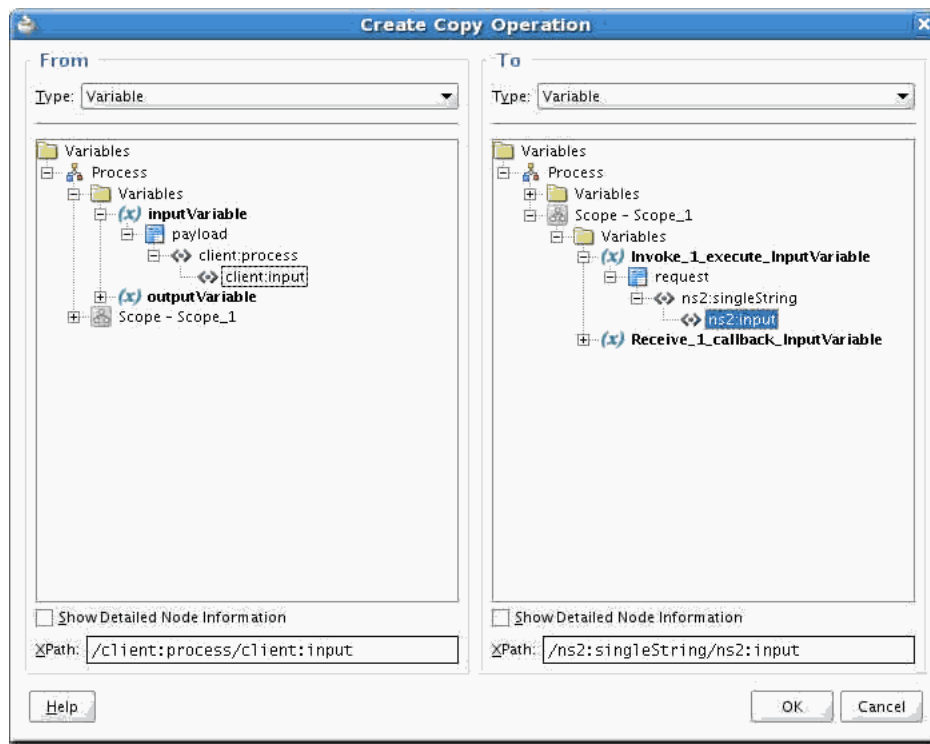 Create Copy Operation
From
Type: Variable
Variables
Process
Variables
(x) inputVariable
payload
client:process
client:input
(x) outputVariable
Scope - Scope_1
Show Detailed Node Information
XPath: /client:process/client:input
To
Type: Variable
Variables
Process
Variables
Scope - Scope_1
Variables
(x) Invoke_1_execute_InputVariable
request
ns2:singleString
ns2:input
(x) Receive_1_callback_InputVariable
Show Detailed Node Information
XPath: /ns2:singleString/ns2:input
Help
OK
Cancel